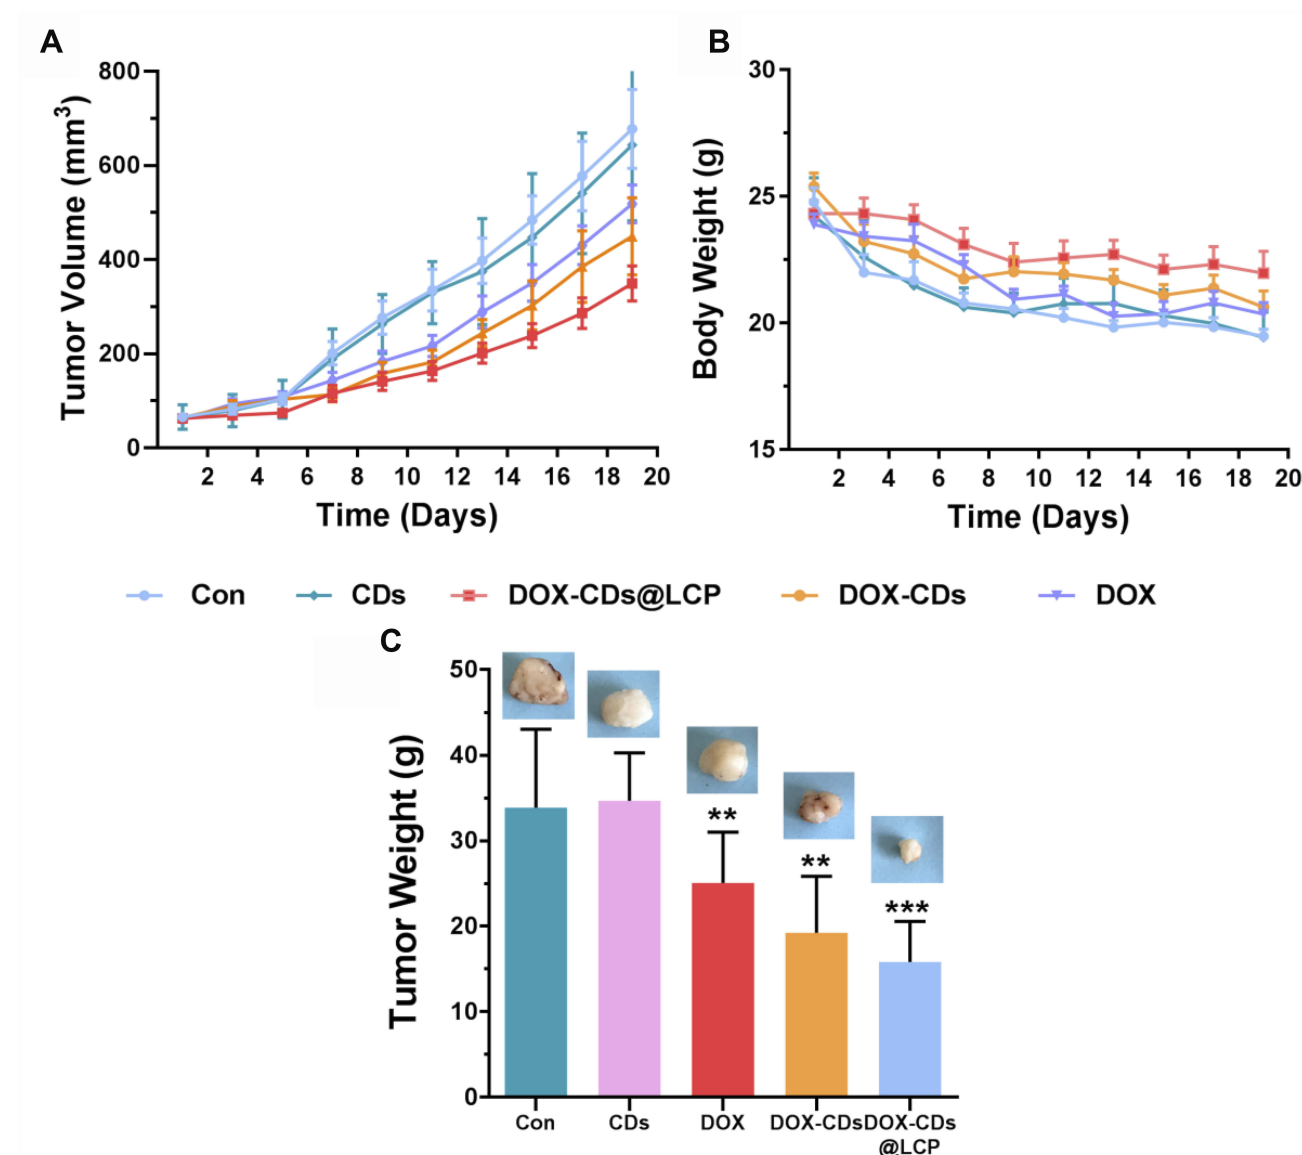 A
B
800
600
400
200
0
Tumor Volume (mm3)
2 4 6 8 10 12 14 16 18 20
Time (Days)
30
25
20
15
Body Weight (g)
2 4 6 8 10 12 14 16 18 20
Time (Days)
Con CDs DOX-CDs@LCP DOX-CDs DOX
C
50
40
30
20
10
0
Tumor Weight (g)
**
**
***
Con CDs DOX DOX-CDs DOX-CDs
@LCP